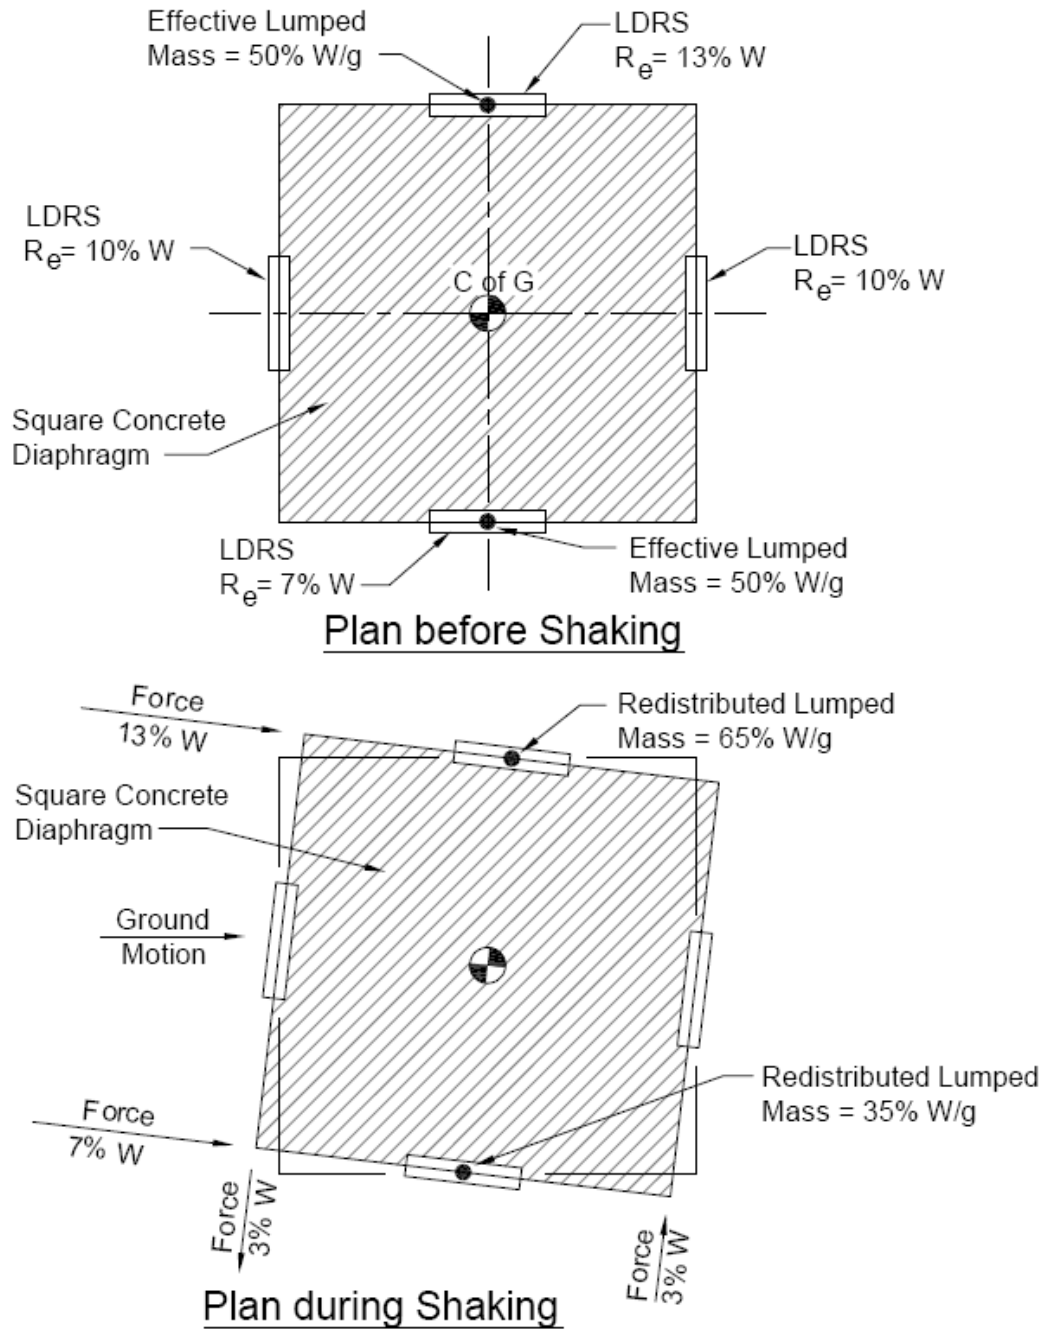 Effective Lumped
Mass = 50% W/g
LDRS
Re= 13% W
LDRS
Re= 10% W
LDRS
Re= 10% W
C of G
Square Concrete
Diaphragm
LDRS
Re= 7% W
Effective Lumped
Mass = 50% W/g
Plan before Shaking
Force
13% W
Redistributed Lumped
Mass = 65% W/g
Square Concrete
Diaphragm
Ground
Motion
Redistributed Lumped
Mass = 35% W/g
Force
7% W
Force
3% W
Force
3% W
Plan during Shaking